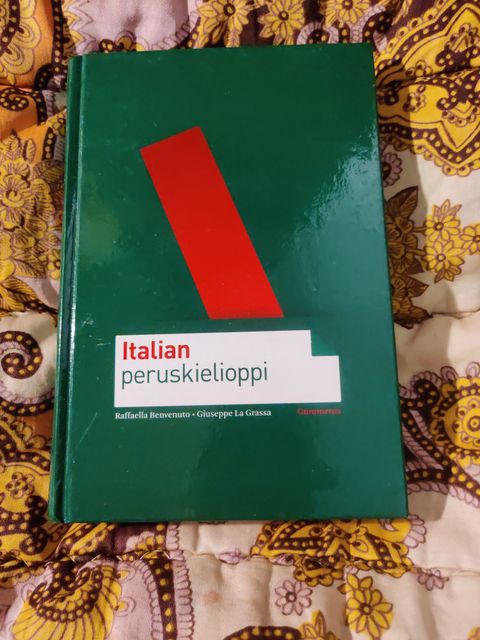 Italian
peruskielioppi
Raffaella Benvenuto • Giuseppe La Grassa
Gummerus